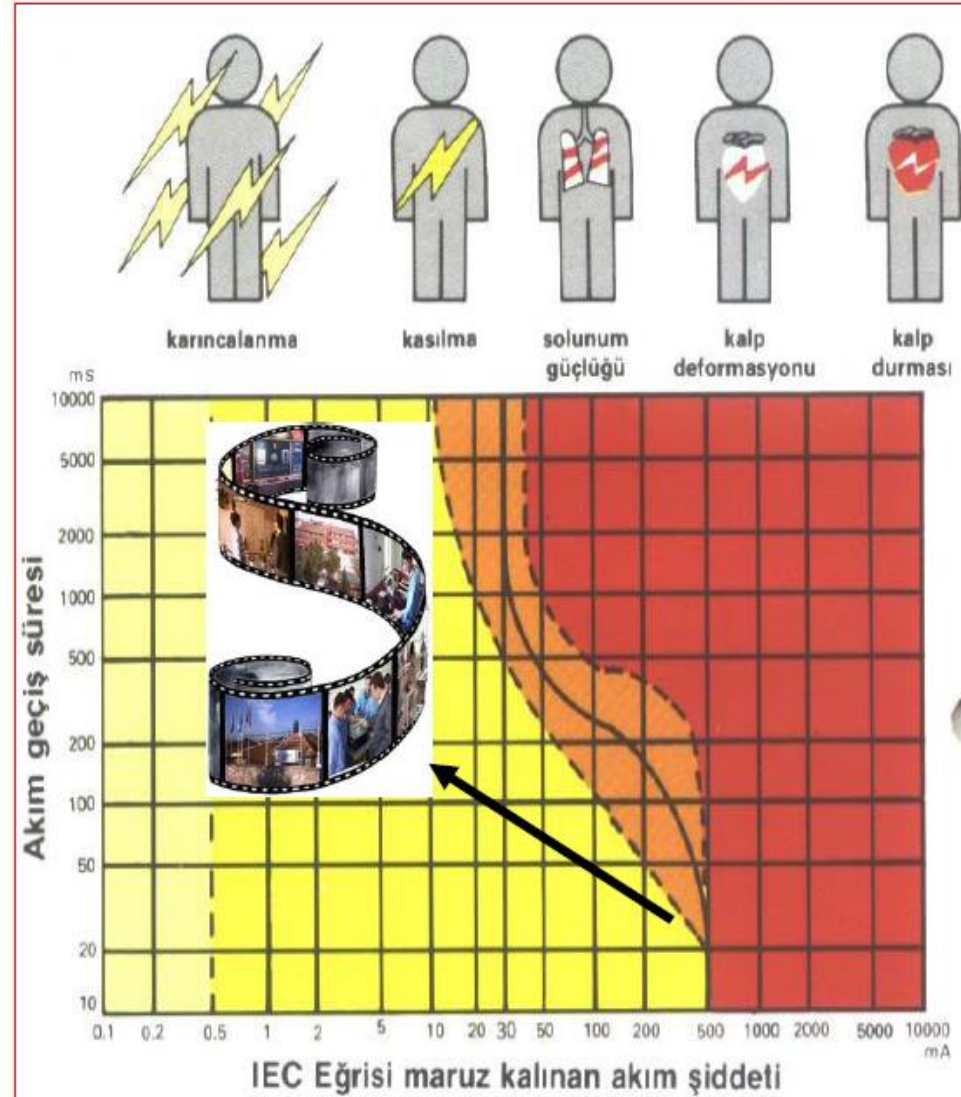 karıncalanma
kasılma
solunum
güçlüğü
kalp
deformasyonu
kalp
durması
mS
10000
5000
2000
1000
500
200
100
50
20
10
Akım geçiş süresi
0.1 0.2 0.5 1 2 5 10 20 30 50 100 200 500 1000 2000 5000 10000
mA
IEC Eğrisi maruz kalınan akım şiddeti